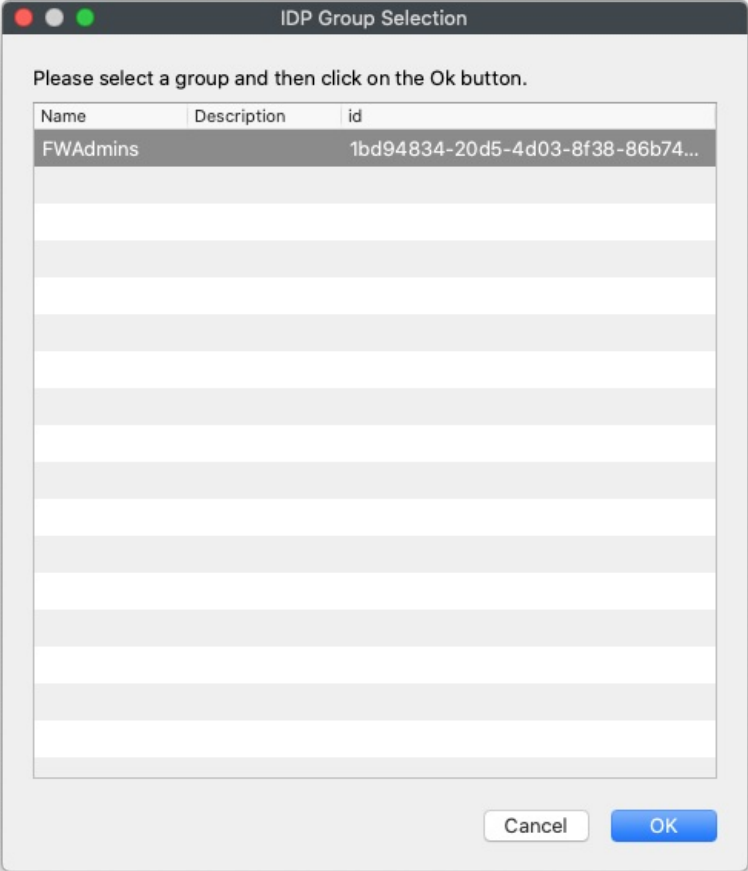 IDP Group Selection
Please select a group and then click on the Ok button.
Name Description id
FWAdmins 1bd94834-20d5-4d03-8f38-86b74...
Cancel OK